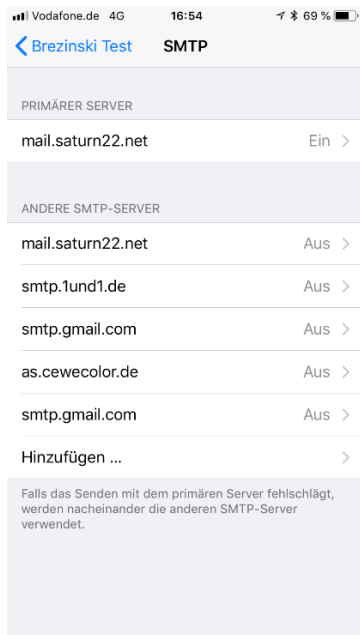 Vodafone.de 4G 16:54 69 %
Brezinski Test SMTP
PRIMÄRER SERVER
mail.saturn22.net Ein
ANDERE SMTP-SERVER
mail.saturn22.net Aus
smtp.1und1.de Aus
smtp.gmail.com Aus
as.cewecolor.de Aus
smtp.gmail.com Aus
Hinzufügen ...
Falls das Senden mit dem primären Server fehlschlägt,
werden nacheinander die anderen SMTP-Server
verwendet.